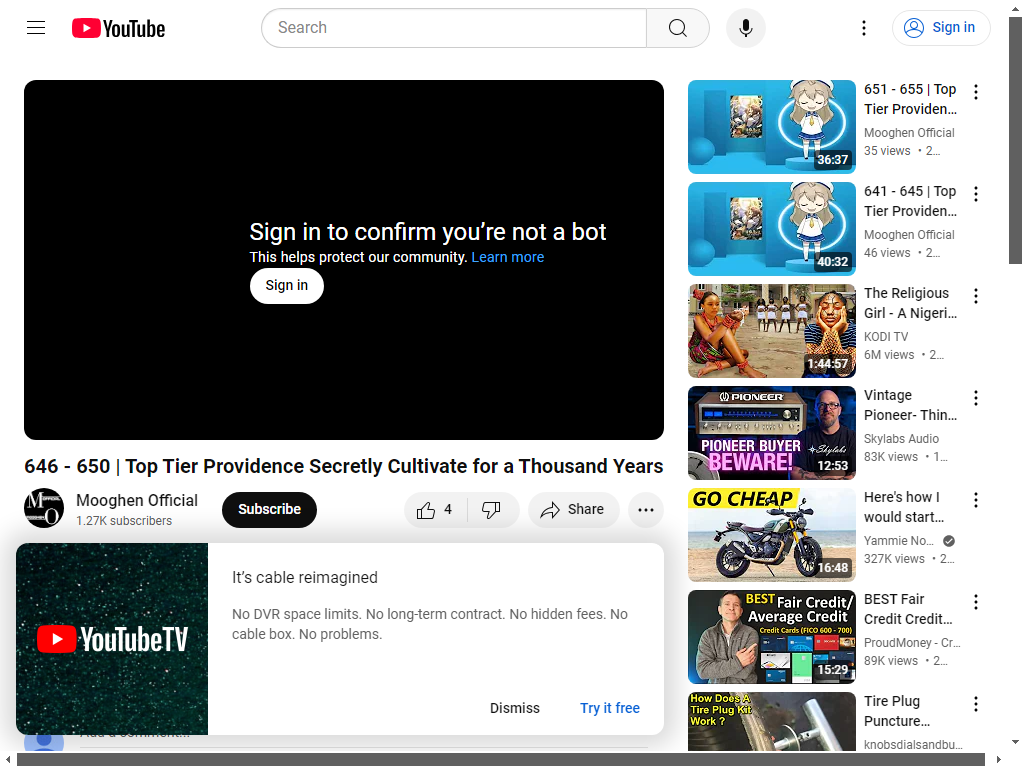 YouTube
Search
Sign in
Sign in to confirm you’re not a bot
This helps protect our community. Learn more
Sign in
646 - 650 | Top Tier Providence Secretly Cultivate for a Thousand Years
Mooghen Official
1.27K subscribers
Subscribe
4
Share
It’s cable reimagined
No DVR space limits. No long-term contract. No hidden fees. No
cable box. No problems.
YouTubeTV
Dismiss
Try it free
Add a comment...
651 - 655 | Top
Tier Providen...
Mooghen Official
35 views • 2...
36:37
641 - 645 | Top
Tier Providen...
Mooghen Official
46 views • 2...
40:32
The Religious
Girl - A Nigeri...
KODI TV
6M views • 2...
1:44:57
PIONEER
PIONEER BUYER
BEWARE!
Skylabs
12:53
Vintage
Pioneer- Thin...
Skylabs Audio
83K views • 1...
GO CHEAP
16:48
Here's how I
would start...
Yammie No...
327K views • 2...
BEST Fair Credit/
Average Credit
Credit Cards (FICO 600 - 700)
15:29
BEST Fair
Credit Credit...
ProudMoney - Cr...
89K views • 2...
How Does A
Tire Plug Kit
Work ?
Tire Plug
Puncture...
knobsdialsandbu...